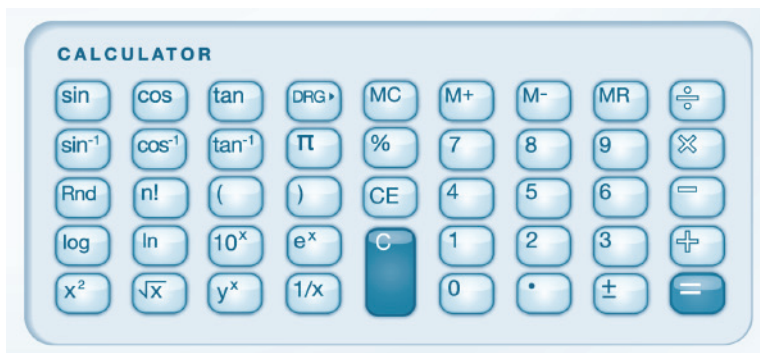 CALCULATOR
sin cos tan DRG▸ MC M+ M- MR ÷
sin⁻¹ cos⁻¹ tan⁻¹ π % 7 8 9 ×
Rnd n! ( ) CE 4 5 6 −
log ln 10ˣ eˣ C 1 2 3 +
x² √x yˣ 1/x 0 • ± =